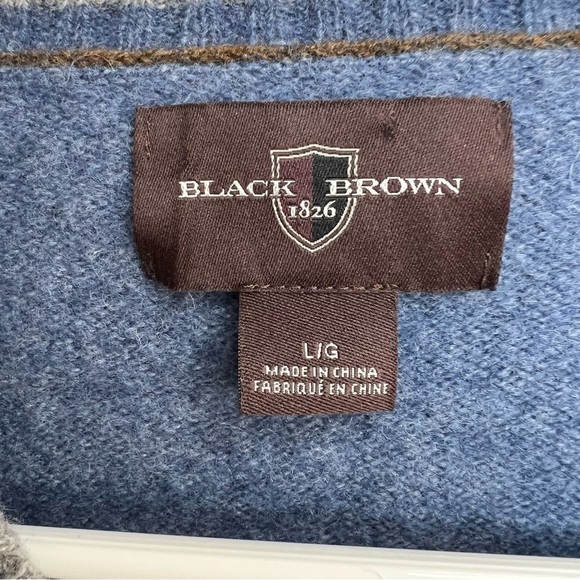 BLACK BROWN
1826
L/G
MADE IN CHINA
FABRIQUÉ EN CHINE